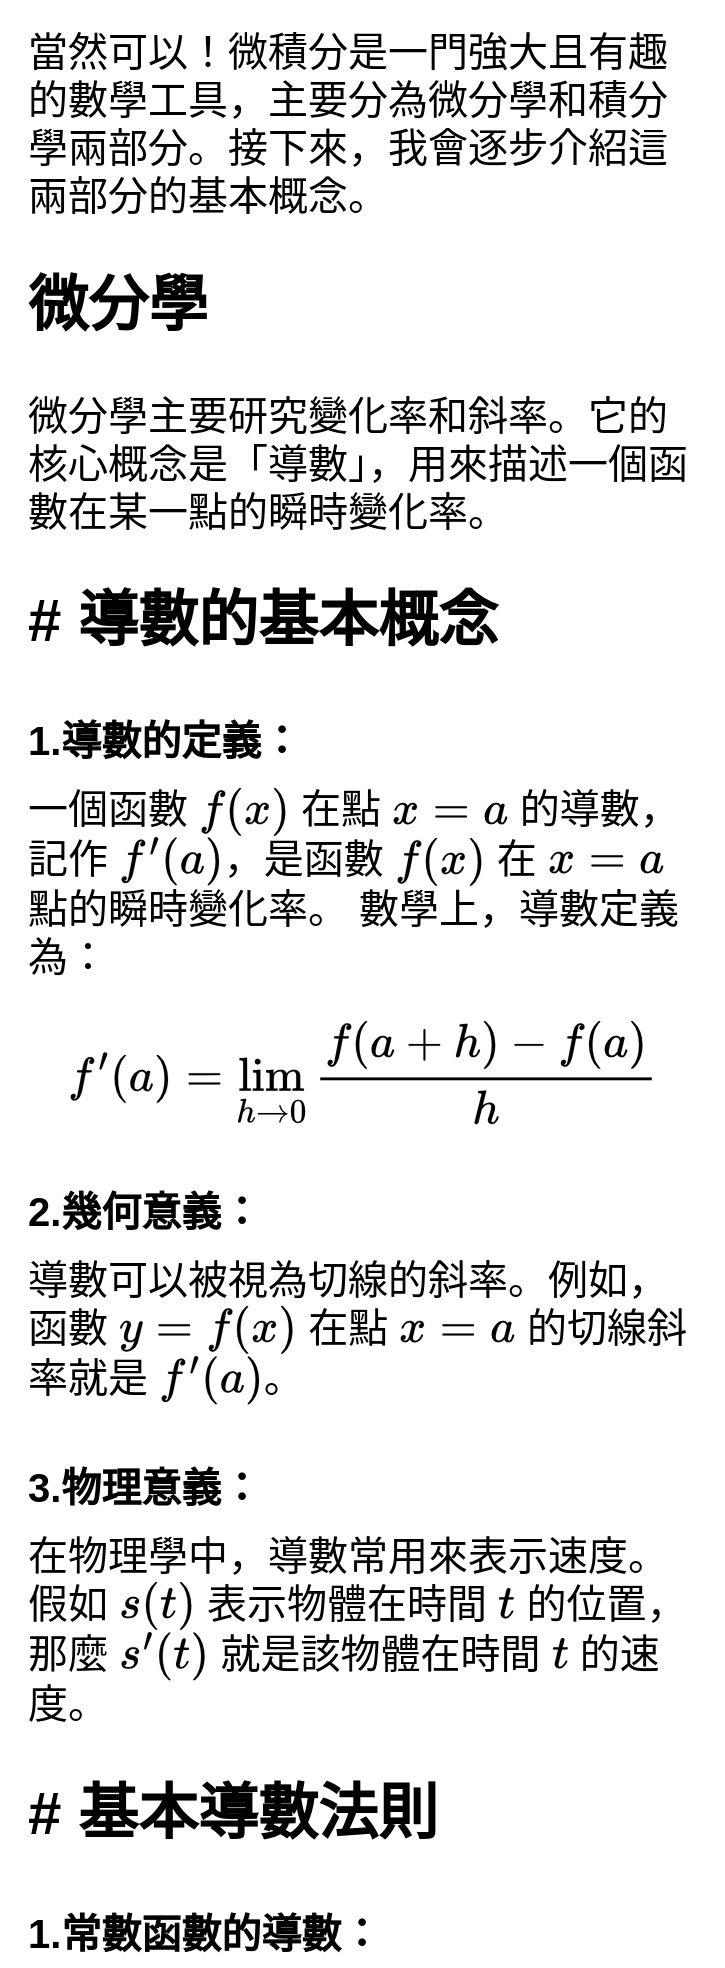 當然可以！微積分是一門強大且有趣
的數學工具，主要分為微分學和積分
學兩部分。接下來，我會逐步介紹這
兩部分的基本概念。
微分學
微分學主要研究變化率和斜率。它的
核心概念是「導數」，用來描述一個函
數在某一點的瞬時變化率。
# 導數的基本概念
1.導數的定義：
一個函數 f(x) 在點 x = a 的導數，
記作 f′(a)，是函數 f(x) 在 x = a
點的瞬時變化率。 數學上，導數定義
為：
f′(a) = lim_{h→0} \frac{f(a + h) − f(a)}{h}
2.幾何意義：
導數可以被視為切線的斜率。例如，
函數 y = f(x) 在點 x = a 的切線斜
率就是 f′(a)。
3.物理意義：
在物理學中，導數常用來表示速度。
假如 s(t) 表示物體在時間 t 的位置，
那麼 s′(t) 就是該物體在時間 t 的速
度。
# 基本導數法則
1.常數函數的導數：